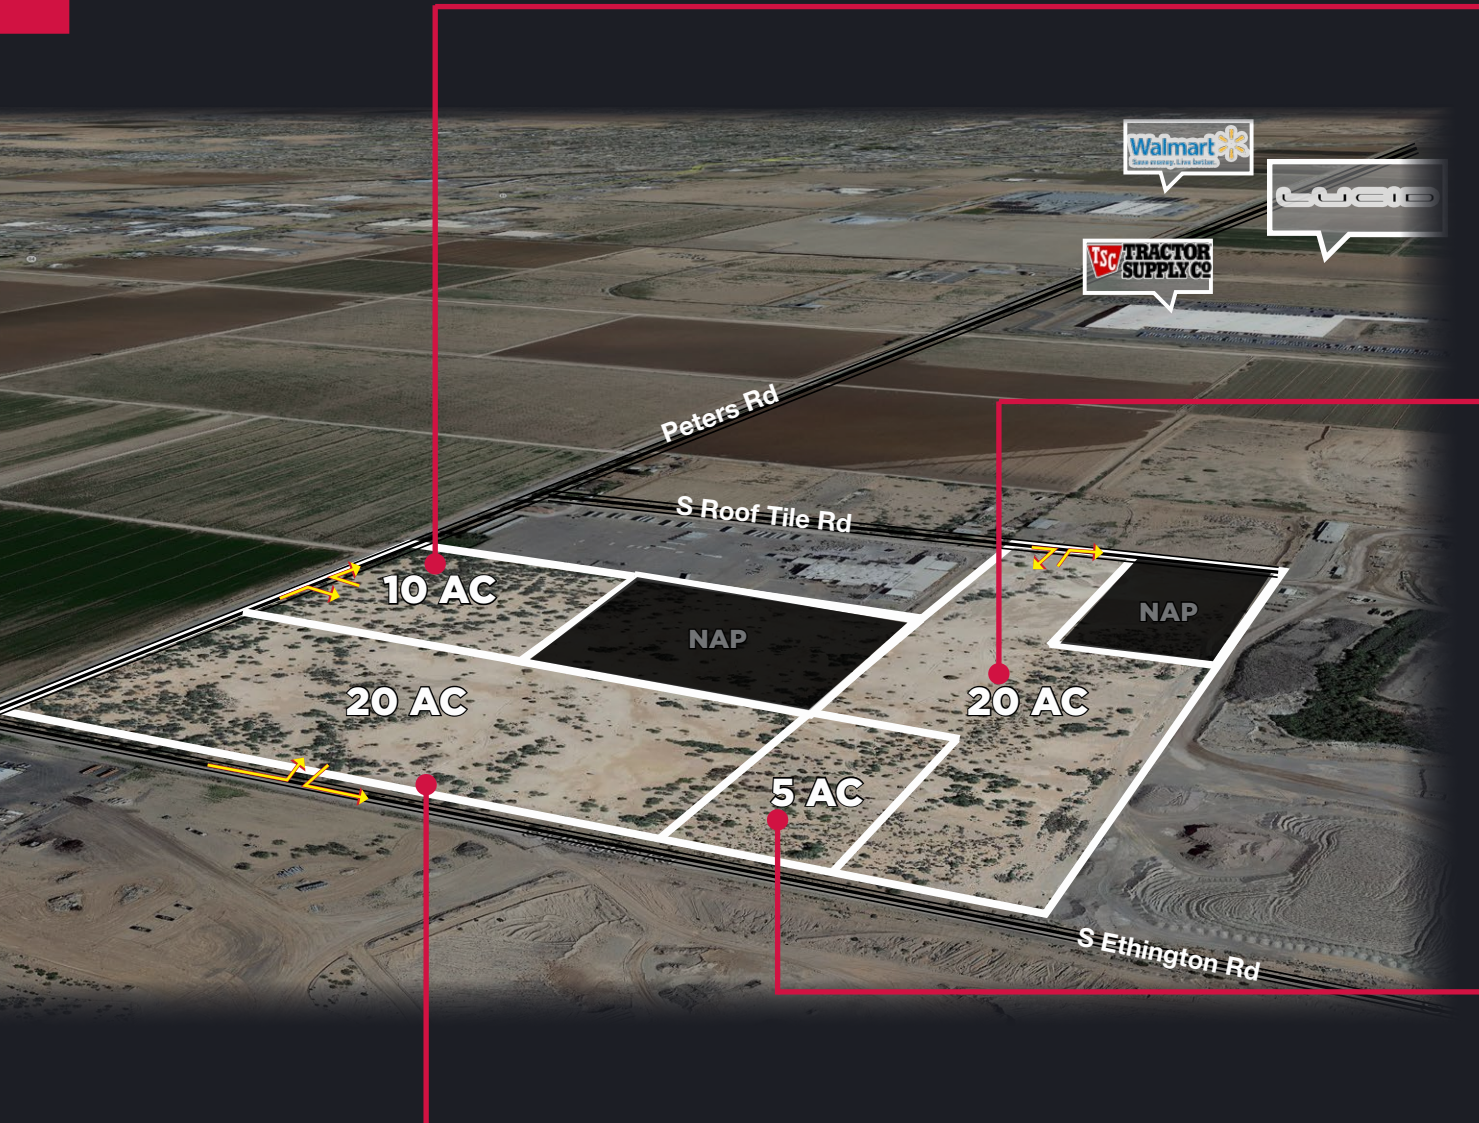 Walmart
Save money. Live better.
LUCID
TSC TRACTOR
SUPPLY CO
Peters Rd
S Roof Tile Rd
10 AC
NAP
NAP
20 AC
20 AC
5 AC
S Ethington Rd